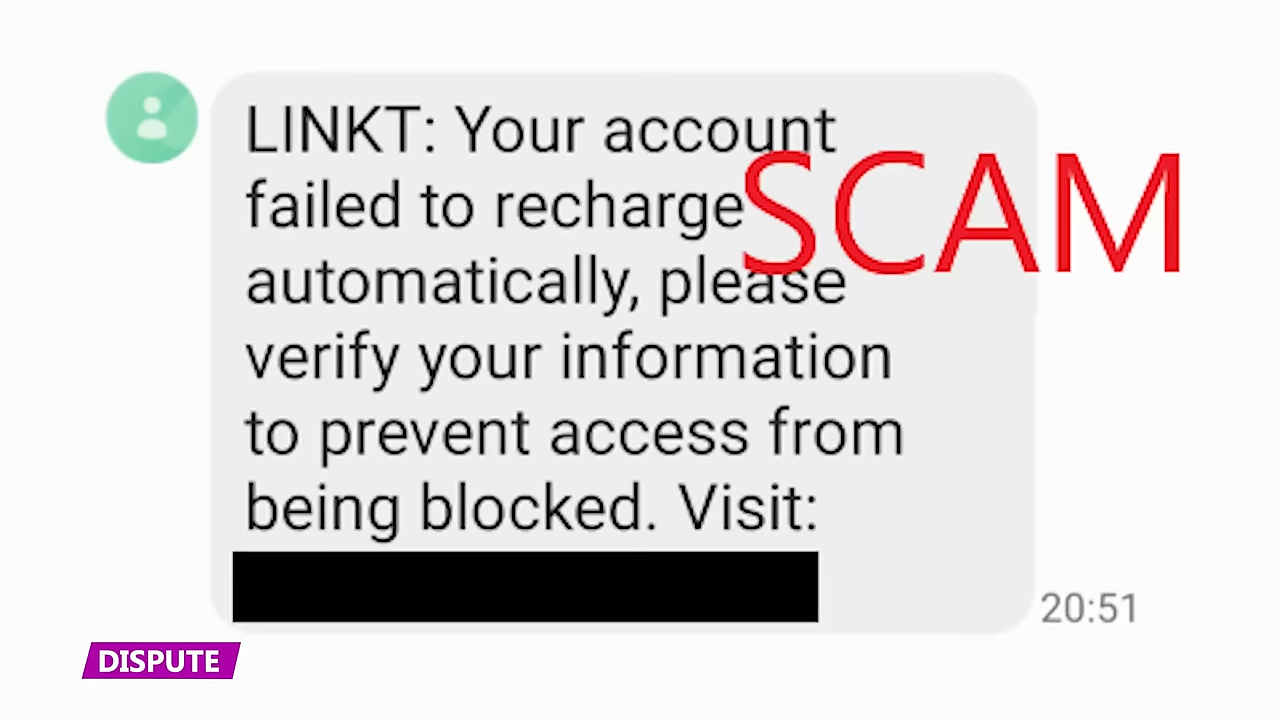 LINKT: Your account
failed to recharge
SCAM
automatically, please
verify your information
to prevent access from
being blocked. Visit:
20:51
DISPUTE